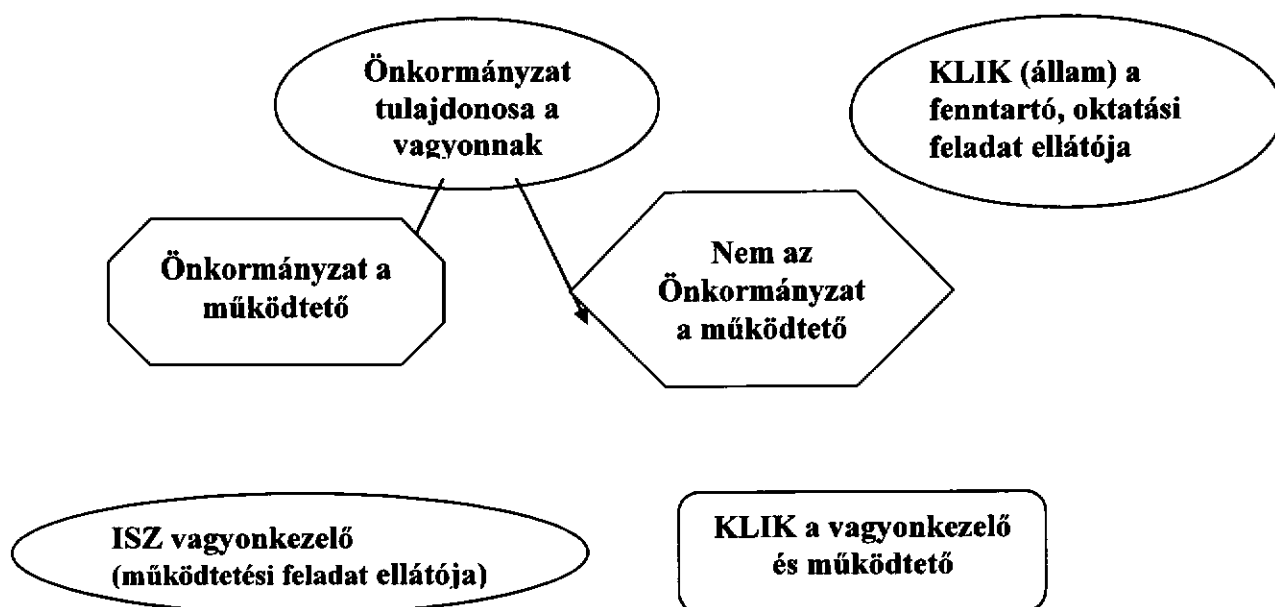 Önkormányzat
tulajdonosa a
vagyonnak
KLIK (állam) a
fenntartó, oktatási
feladat ellátója
Önkormányzat a
működtető
Nem az
Önkormányzat
a működtető
ISZ vagyonkezelő
(működtetési feladat ellátója)
KLIK a vagyonkezelő
és működtető